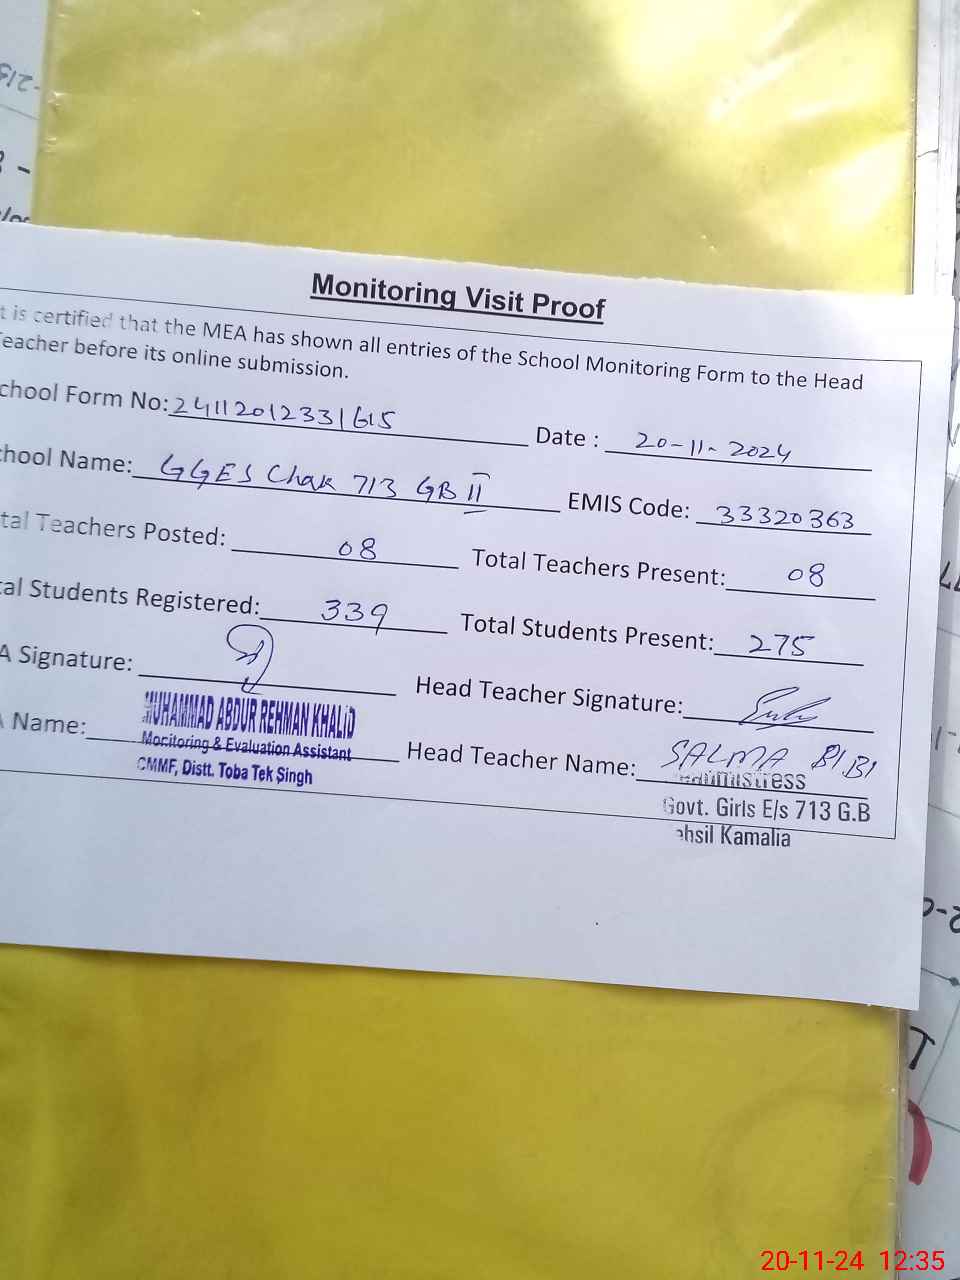 Monitoring Visit Proof
t is certified that the MEA has shown all entries of the School Monitoring Form to the Head
eacher before its online submission.
chool Form No: 24112012331615 Date : 20-11-2024
hool Name: GGES Chak 713 GB II EMIS Code: 33320363
tal Teachers Posted: 08 Total Teachers Present: 08
al Students Registered: 339 Total Students Present: 275
A Signature: Head Teacher Signature:
Name: MUHAMMAD ABDUR REHMAN KHALID Head Teacher Name: SALMA BIBI
Monitoring & Evaluation Assistant
CMMF, Distt. Toba Tek Singh
admistress
Govt. Girls E/s 713 G.B
ehsil Kamalia
20-11-24 12:35